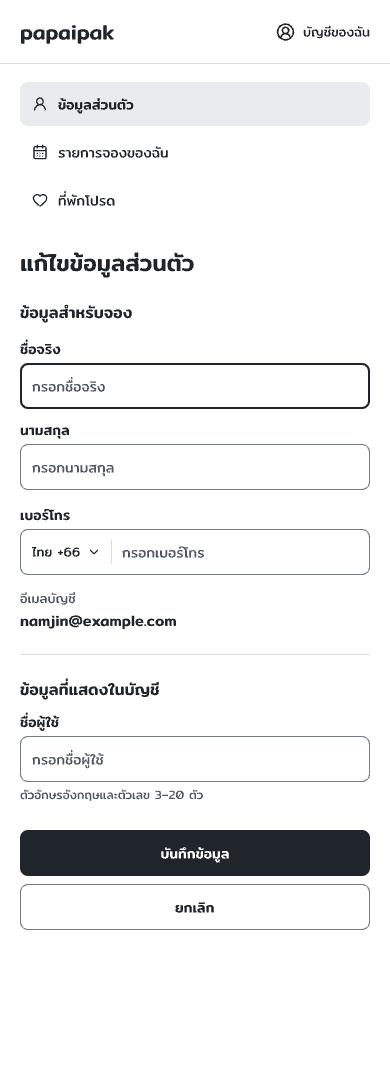 papaipak
บัญชีของฉัน
ข้อมูลส่วนตัว
รายการจองของฉัน
ที่พักโปรด
แก้ไขข้อมูลส่วนตัว
ข้อมูลสำหรับจอง
ชื่อจริง
กรอกชื่อจริง
นามสกุล
กรอกนามสกุล
เบอร์โทร
ไทย +66 กรอกเบอร์โทร
อีเมลบัญชี
namjin@example.com
ข้อมูลที่แสดงในบัญชี
ชื่อผู้ใช้
กรอกชื่อผู้ใช้
ตัวอักษรอังกฤษและตัวเลข 3–20 ตัว
บันทึกข้อมูล
ยกเลิก